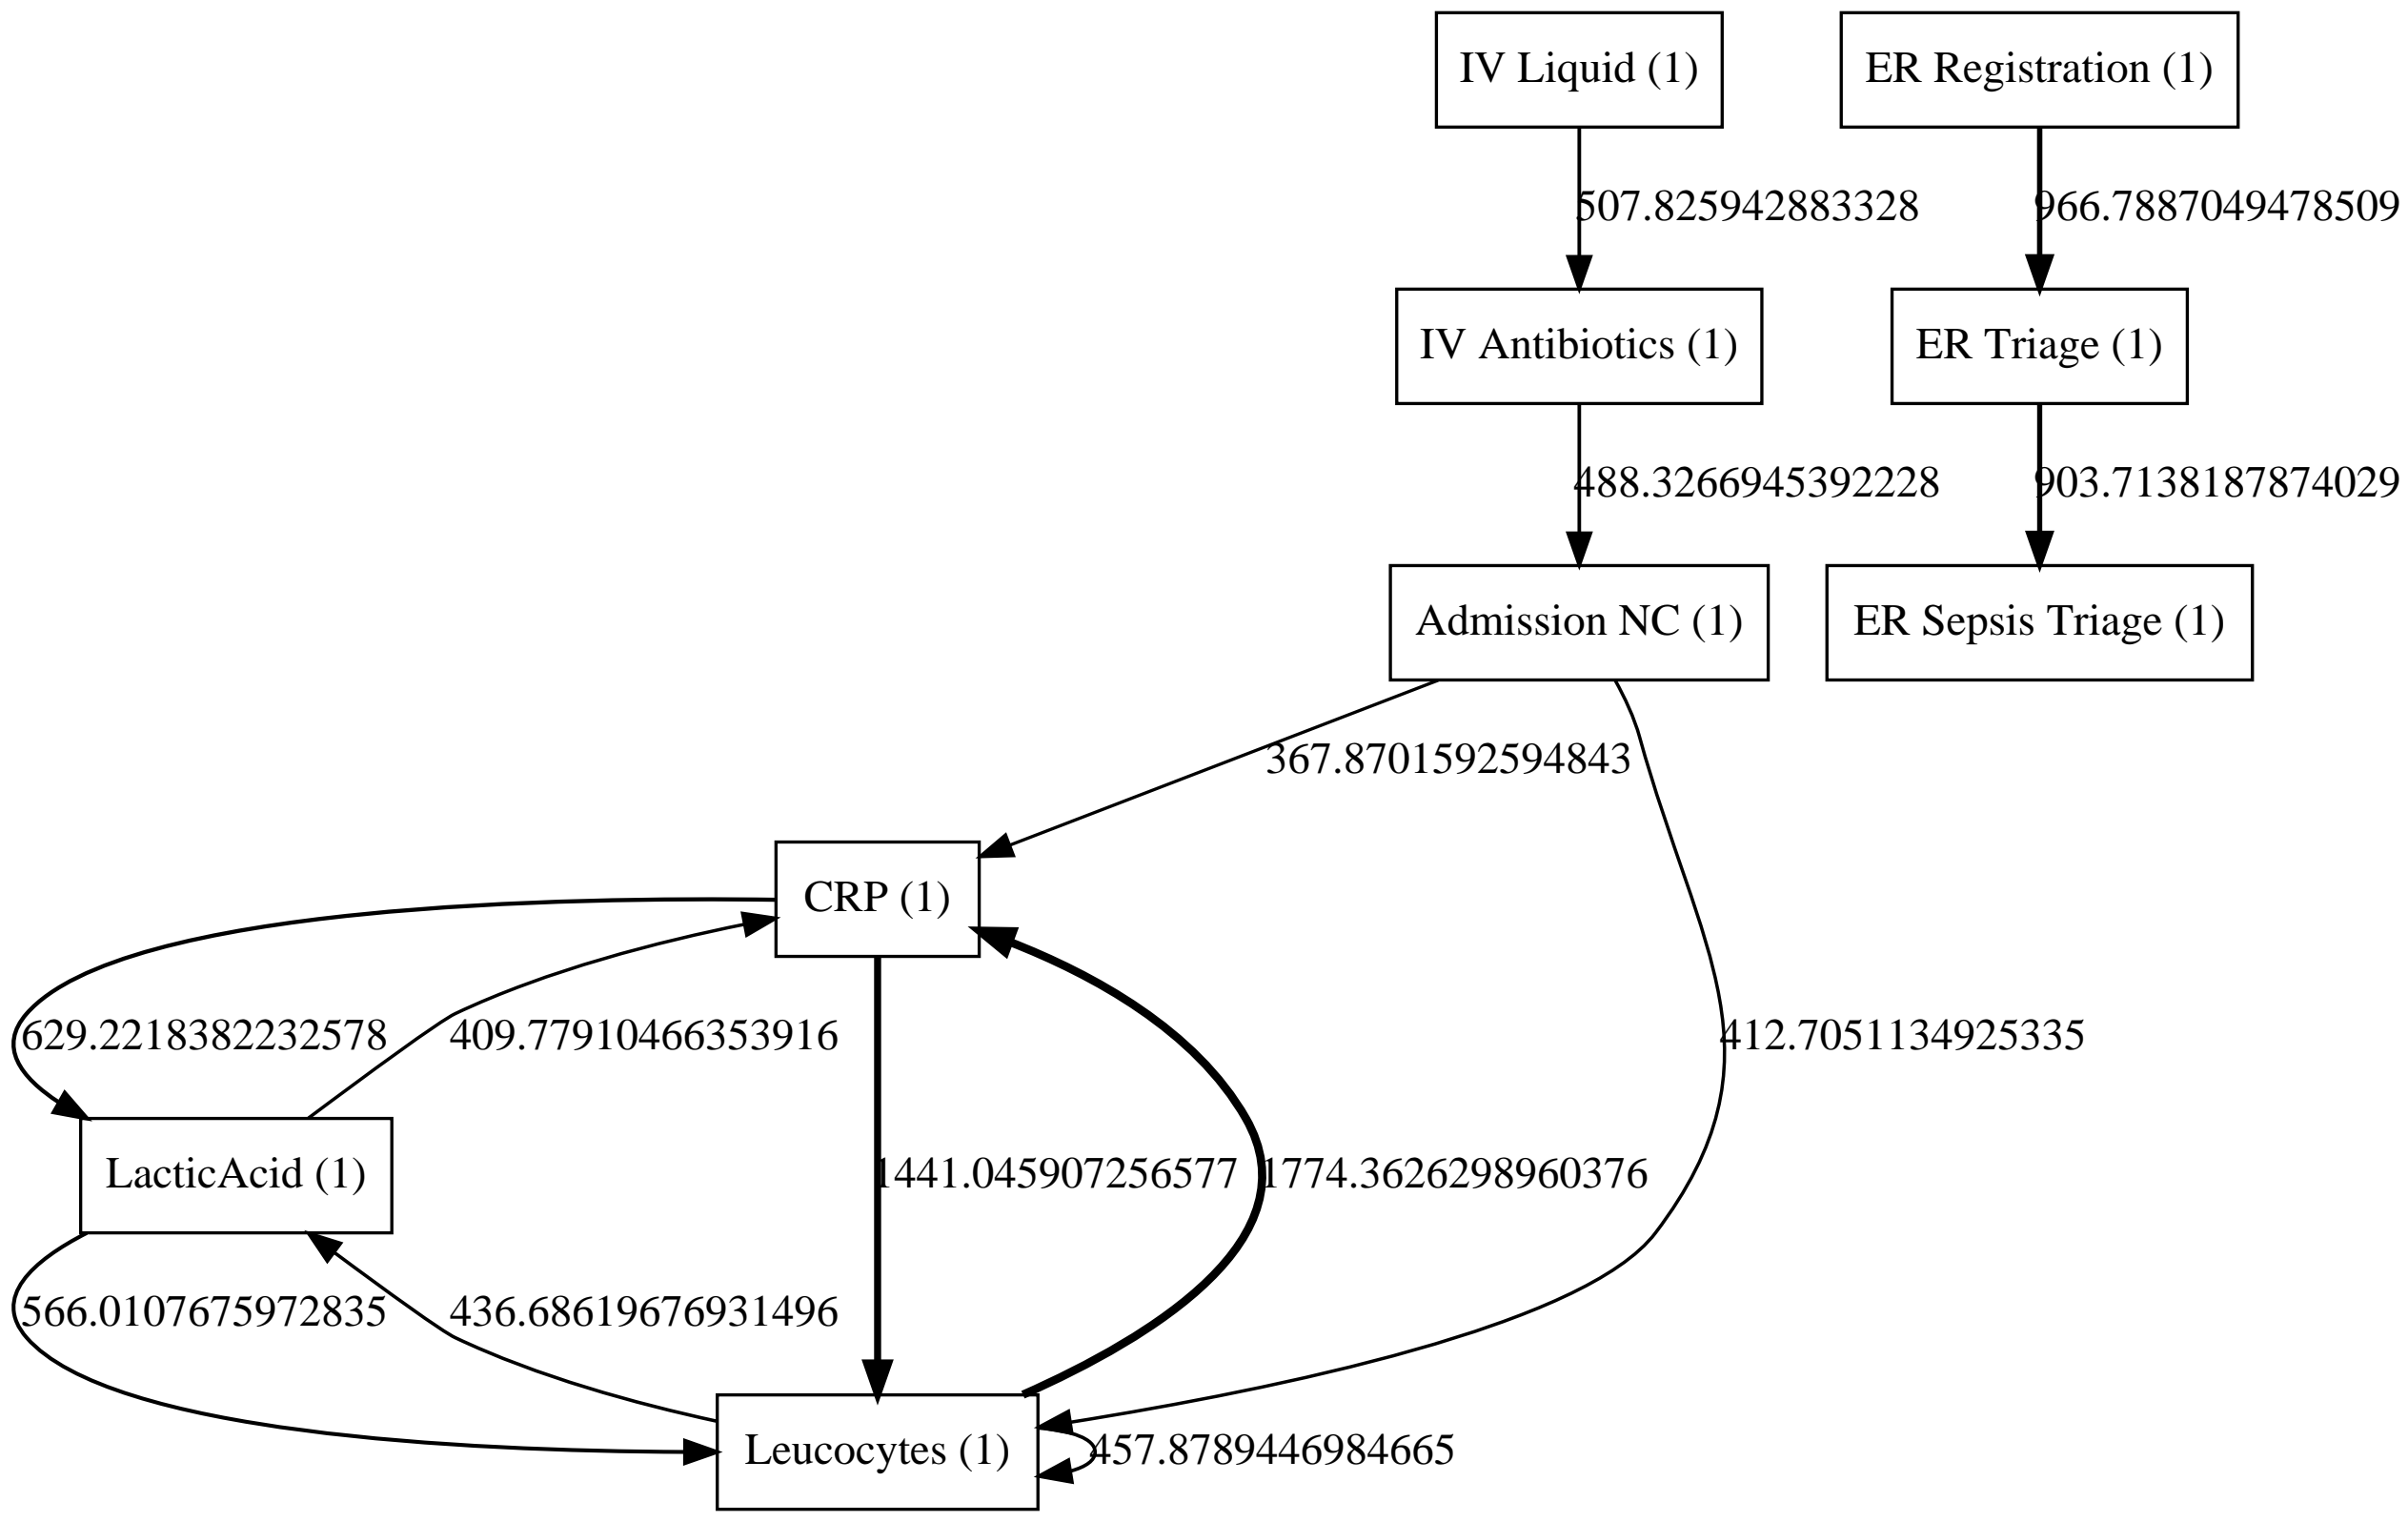 IV Liquid (1)
ER Registration (1)
507.825942883328
966.7887049478509
IV Antibiotics (1)
ER Triage (1)
488.3266945392228
903.7138187874029
Admission NC (1)
ER Sepsis Triage (1)
367.8701592594843
CRP (1)
629.2218382232578
409.77910466353916
412.7051134925335
LacticAcid (1)
1441.045907256577
1774.3626298960376
566.0107675972835
436.68619676931496
Leucocytes (1)
457.8789446984665